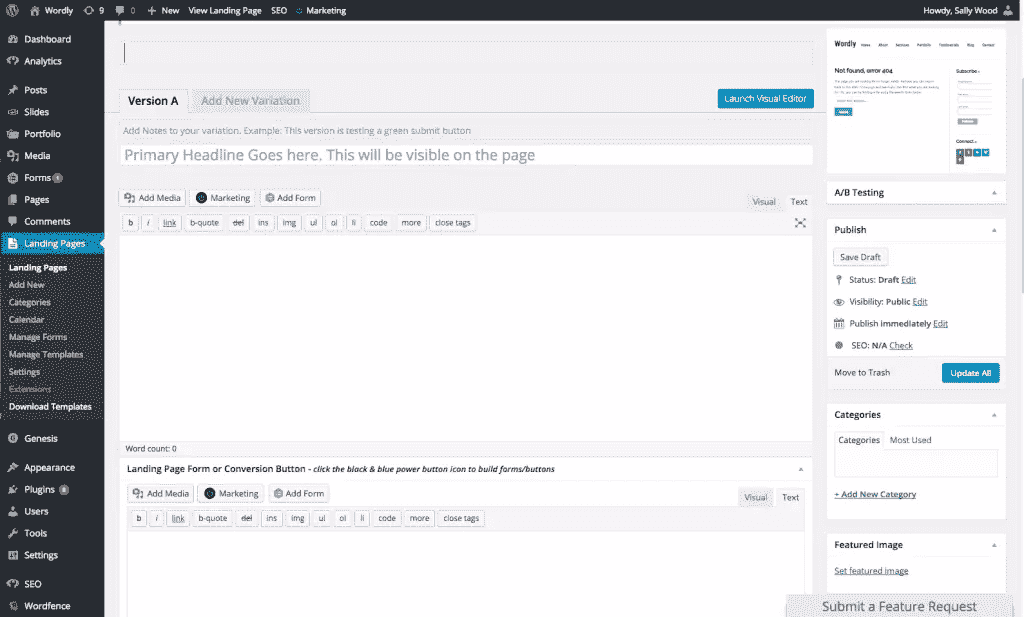 Wordly 9 0 + New View Landing Page SEO Marketing Howdy, Sally Wood
Dashboard
Analytics
Posts
Slides
Portfolio
Media
Forms 1
Pages
Comments
Landing Pages
Landing Pages
Add New
Categories
Calendar
Manage Forms
Manage Templates
Settings
Extensions
Download Templates
Genesis
Appearance
Plugins 8
Users
Tools
Settings
SEO
Wordfence
Version A Add New Variation Launch Visual Editor
Add Notes to your variation. Example: This version is testing a green submit button
Primary Headline Goes here. This will be visible on the page
Add Media Marketing Add Form Visual Text
b i link b-quote del ins img ul ol li code more close tags
Word count: 0
Landing Page Form or Conversion Button - click the black & blue power button icon to build forms/buttons
Add Media Marketing Add Form Visual Text
b i link b-quote del ins img ul ol li code more close tags
Wordly Home About Services Portfolio Testimonials Blog Contact
Not found, error 404
Subscribe
Connect
A/B Testing
Publish
Save Draft
Status: Draft Edit
Visibility: Public Edit
Publish immediately Edit
SEO: N/A Check
Move to Trash Update All
Categories
Categories Most Used
+ Add New Category
Featured Image
Set featured image
Submit a Feature Request